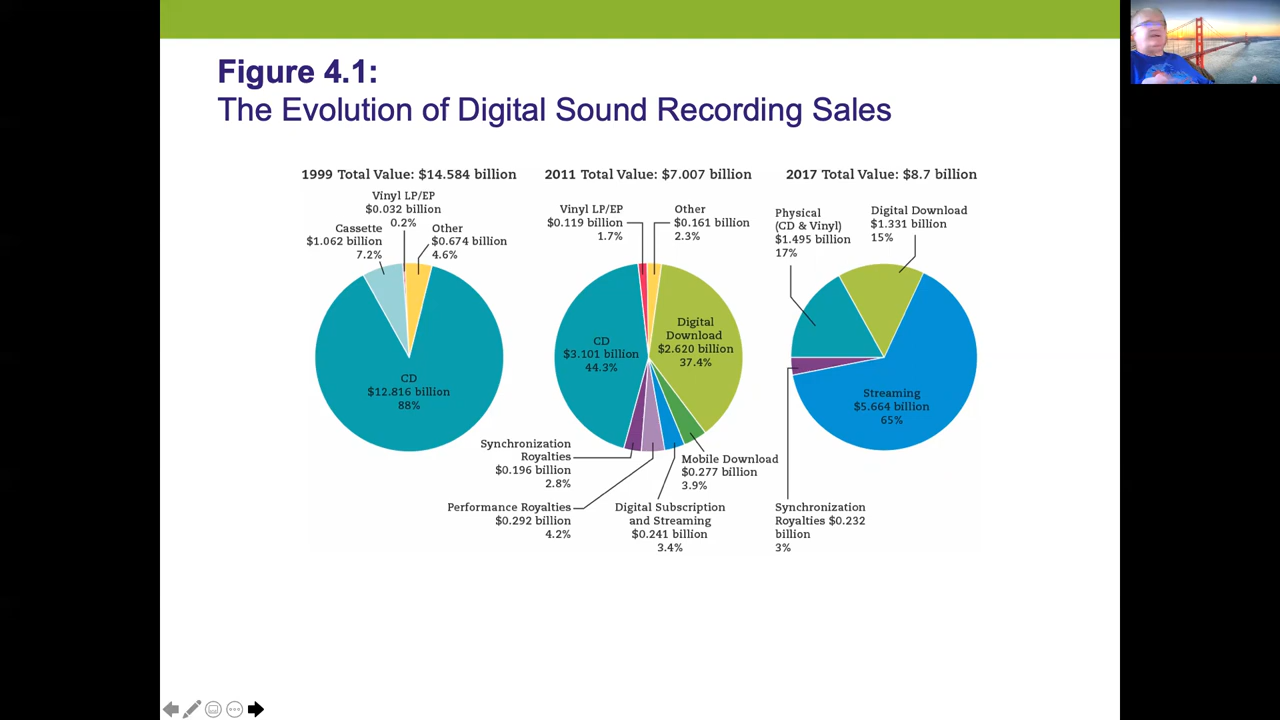 Figure 4.1:
The Evolution of Digital Sound Recording Sales
1999 Total Value: $14.584 billion
Vinyl LP/EP
$0.032 billion
0.2%
Cassette
$1.062 billion
7.2%
Other
$0.674 billion
4.6%
CD
$12.816 billion
88%
2011 Total Value: $7.007 billion
Vinyl LP/EP
$0.119 billion
1.7%
Other
$0.161 billion
2.3%
CD
$3.101 billion
44.3%
Digital
Download
$2.620 billion
37.4%
Synchronization
Royalties
$0.196 billion
2.8%
Performance Royalties
$0.292 billion
4.2%
Digital Subscription
and Streaming
$0.241 billion
3.4%
Mobile Download
$0.277 billion
3.9%
2017 Total Value: $8.7 billion
Physical
(CD & Vinyl)
$1.495 billion
17%
Digital Download
$1.331 billion
15%
Streaming
$5.664 billion
65%
Synchronization
Royalties $0.232
billion
3%